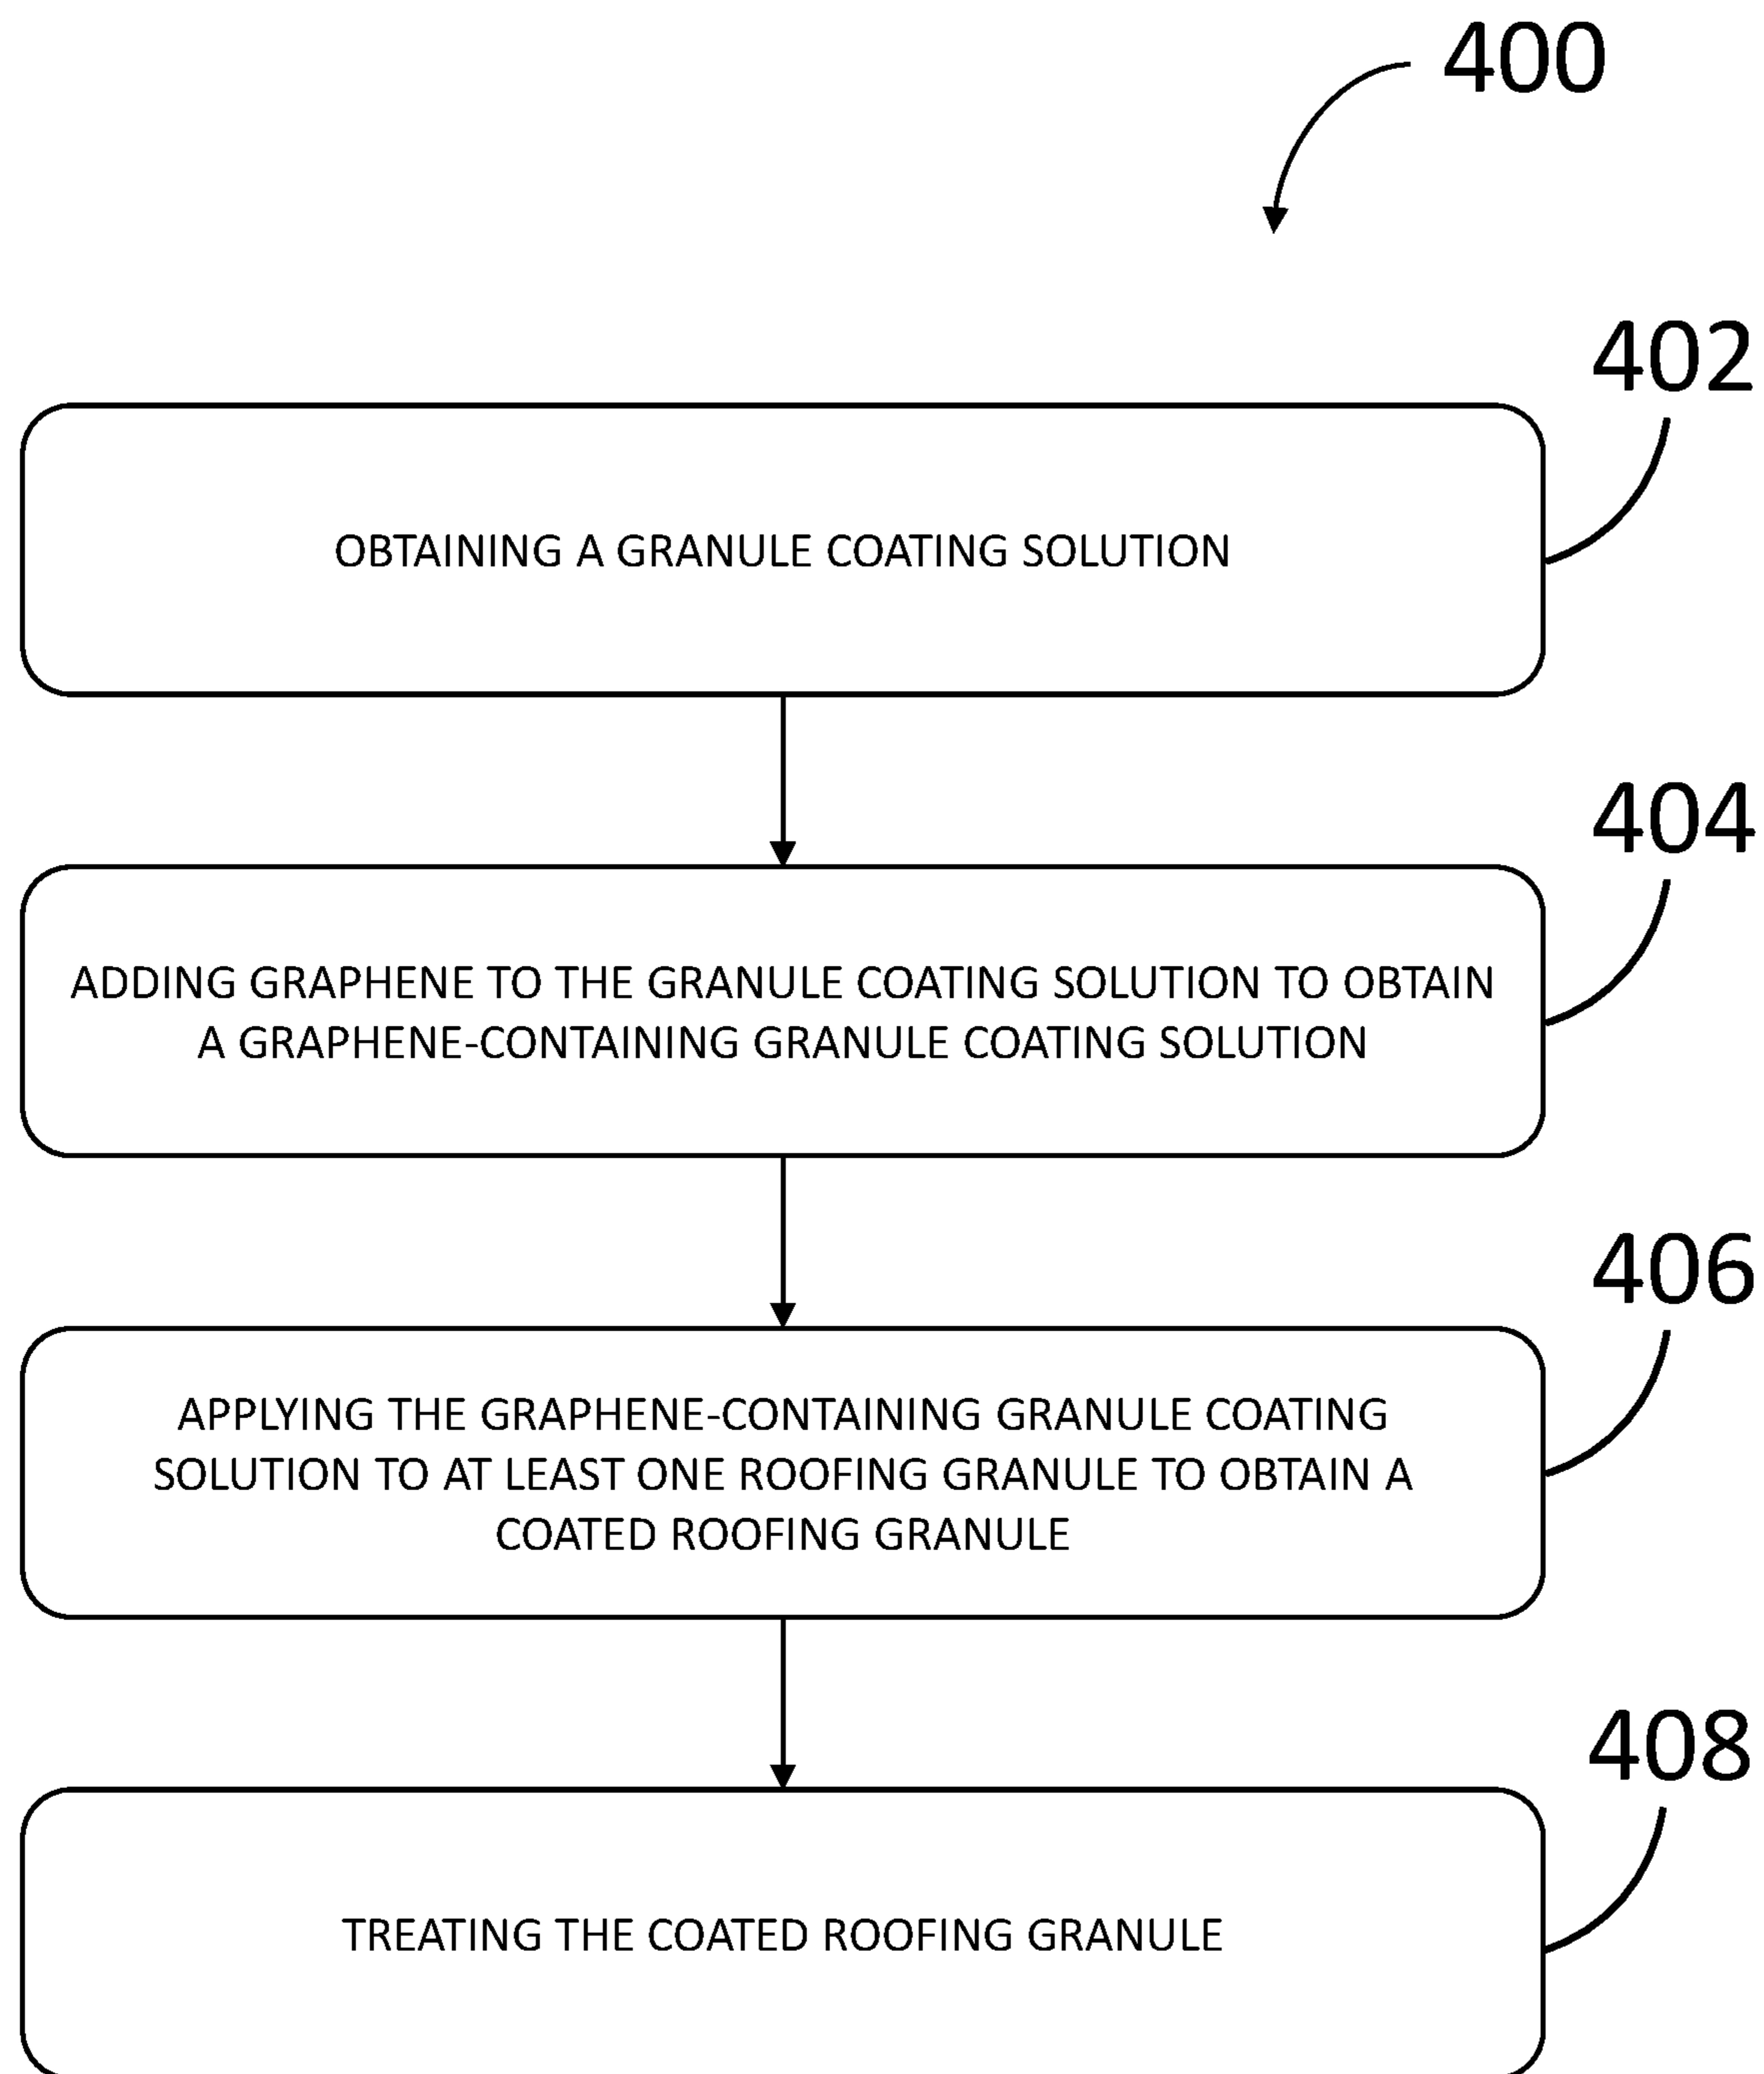 400
402
OBTAINING A GRANULE COATING SOLUTION
404
ADDING GRAPHENE TO THE GRANULE COATING SOLUTION TO OBTAIN
A GRAPHENE-CONTAINING GRANULE COATING SOLUTION
406
APPLYING THE GRAPHENE-CONTAINING GRANULE COATING
SOLUTION TO AT LEAST ONE ROOFING GRANULE TO OBTAIN A
COATED ROOFING GRANULE
408
TREATING THE COATED ROOFING GRANULE